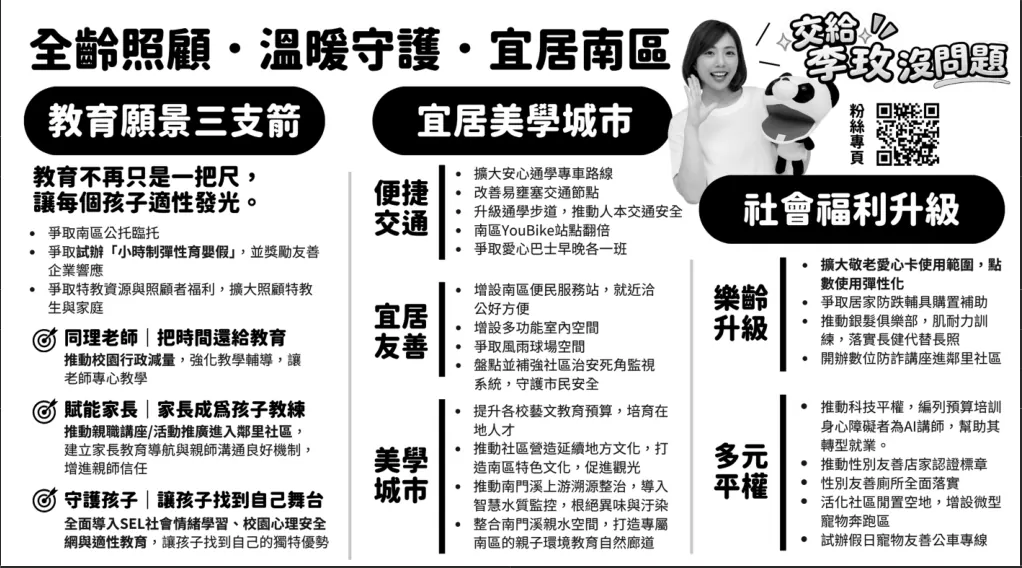 全齡照顧・溫暖守護・宜居南區
交給
李玫沒問題
粉絲專頁
教育願景三支箭
教育不再只是一把尺，
讓每個孩子適性發光。
• 爭取南區公托臨托
• 爭取試辦「小時制彈性育嬰假」，並獎勵友善
企業響應
• 爭取特教資源與照顧者福利，擴大照顧特教
生與家庭
同理老師｜把時間還給教育
推動校園行政減量，強化教學輔導，讓
老師專心教學
賦能家長｜家長成為孩子教練
推動親職講座/活動推廣進入鄰里社區，
建立家長教育導航與親師溝通良好機制，
增進親師信任
守護孩子｜讓孩子找到自己舞台
全面導入SEL社會情緒學習、校園心理安全
網與適性教育，讓孩子找到自己的獨特優勢
宜居美學城市
便捷
交通
• 擴大安心通學專車路線
• 改善易壅塞交通節點
• 升級通學步道，推動人本交通安全
• 南區YouBike站點翻倍
• 爭取愛心巴士早晚各一班
宜居
友善
• 增設南區便民服務站，就近洽
公好方便
• 增設多功能室內空間
• 爭取風雨球場空間
• 盤點並補強社區治安死角監視
系統，守護市民安全
美學
城市
• 提升各校藝文教育預算，培育在
地人才
• 推動社區營造延續地方文化，打
造南區特色文化，促進觀光
• 推動南門溪上游溯源整治，導入
智慧水質監控，根絕異味與汙染
• 整合南門溪親水空間，打造專屬
南區的親子環境教育自然廊道
社會福利升級
樂齡
升級
• 擴大敬老愛心卡使用範圍，點
數使用彈性化
• 爭取居家防跌輔具購置補助
• 推動銀髮俱樂部，肌耐力訓
練，落實長健代替長照
• 開辦數位防詐講座進鄰里社區
多元
平權
• 推動科技平權，編列預算培訓
身心障礙者為AI講師，幫助其
轉型就業。
• 推動性別友善店家認證標章
• 性別友善廁所全面落實
• 活化社區閒置空地，增設微型
寵物奔跑區
• 試辦假日寵物友善公車專線